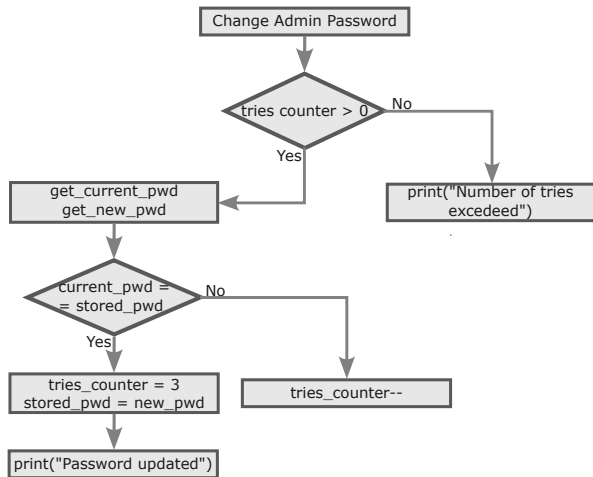 Change Admin Password
tries counter > 0
No
Yes
get_current_pwd
get_new_pwd
print("Number of tries
excedeed")
current_pwd =
= stored_pwd
No
Yes
tries_counter = 3
stored_pwd = new_pwd
tries_counter--
print("Password updated")